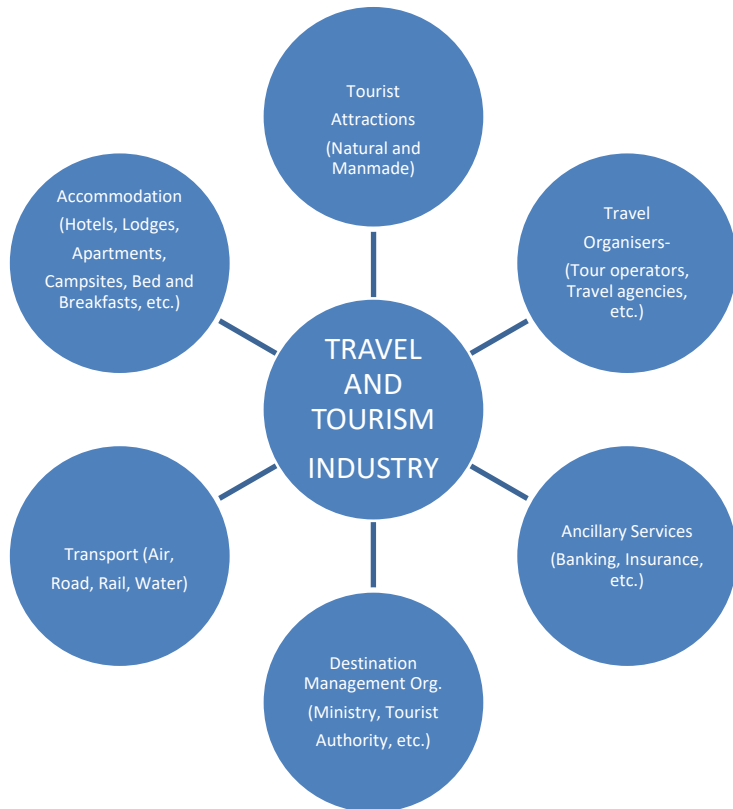 Tourist
Attractions
(Natural and
Manmade)
Accommodation
(Hotels, Lodges,
Apartments,
Campsites, Bed and
Breakfasts, etc.)
Travel
Organisers-
(Tour operators,
Travel agencies,
etc.)
TRAVEL
AND
TOURISM
INDUSTRY
Transport (Air,
Road, Rail, Water)
Ancillary Services
(Banking, Insurance,
etc.)
Destination
Management Org.
(Ministry, Tourist
Authority, etc.)